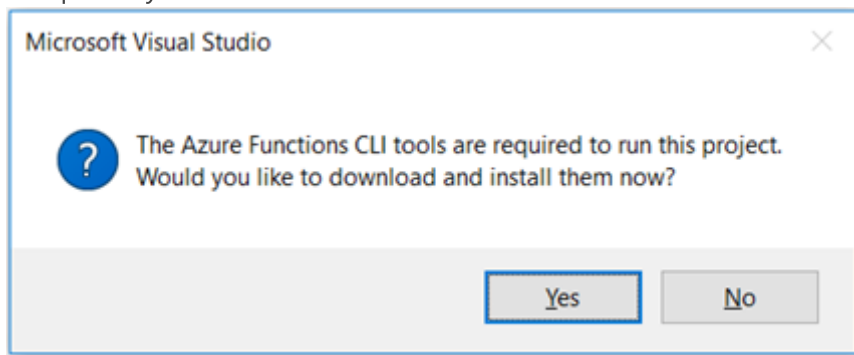 Microsoft Visual Studio
The Azure Functions CLI tools are required to run this project.
Would you like to download and install them now?
Yes
No